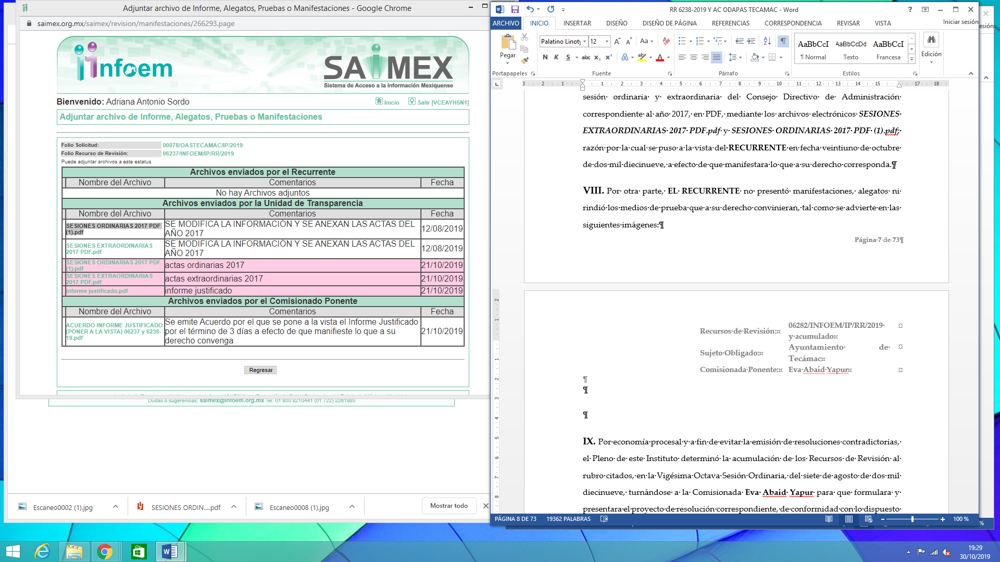 Adjuntar archivo de Informe, Alegatos, Pruebas o Manifestaciones - Google Chrome
saimex.org.mx/saimex/revision/manifestaciones/266293.page
infoem
SAIMEX
Sistema de Acceso a la Información Mexiquense
Bienvenido: Adriana Antonio Sordo
Inicio Salir [VCEAYH5N1]
Adjuntar archivo de Informe, Alegatos, Pruebas o Manifestaciones
Folio Solicitud: 00078/OASTECAMAC/IP/2019
Folio Recurso de Revisión: 06237/INFOEM/IP/RR/2019
Puede adjuntar archivos a este estatus
Archivos enviados por el Recurrente
Nombre del Archivo Comentarios Fecha
No hay Archivos adjuntos
Archivos enviados por la Unidad de Transparencia
Nombre del Archivo Comentarios Fecha
SESIONES ORDINARIAS 2017 PDF (1).pdf SE MODIFICA LA INFORMACIÓN Y SE ANEXAN LAS ACTAS DEL AÑO 2017 12/08/2019
SESIONES EXTRAORDINARIAS 2017 PDF.pdf SE MODIFICA LA INFORMACIÓN Y SE ANEXAN LAS ACTAS DEL AÑO 2017 12/08/2019
SESIONES ORDINARIAS 2017 PDF (1).pdf actas ordinarias 2017 21/10/2019
SESIONES EXTRAORDINARIAS 2017 PDF.pdf actas extraordinarias 2017 21/10/2019
informe justificado.pdf informe justificado 21/10/2019
Archivos enviados por el Comisionado Ponente
Nombre del Archivo Comentarios Fecha
ACUERDO INFORME JUSTIFICADO (PONER A LA VISTA) 06237 y 6238-19.pdf Se emite Acuerdo por el que se pone a la vista el Informe Justificado por el término de 3 días a efecto de que manifieste lo que a su derecho convenga 21/10/2019
Regresar
Dudas o sugerencias: saimex@infoem.org.mx Tel. 01 800 8210441 (01 722) 2261980
Escaneo0002 (1).jpg
SESIONES ORDIN....pdf
Escaneo0008 (1).jpg
Mostrar todo
RR 6238-2019 Y AC ODAPAS TECAMAC - Word
ARCHIVO INICIO INSERTAR DISEÑO DISEÑO DE PÁGINA REFERENCIAS CORRESPONDENCIA REVISAR VISTA Iniciar sesión
esión
Pegar
Palatino Linoty 12
N K S abc x₂ x²
AaBbCcI AaBbCcDd AaBbCcI
¶ Normal Texto Francesa
Edición
Portapapeles Fuente Párrafo Estilos
3 2 1 1 2 3 4 5 6 7 8 9 10 11 12 13 14 15 17 18
sesión ordinaria y extraordinaria del Consejo Directivo de Administración
correspondiente al año 2017, en PDF, mediante los archivos electrónicos SESIONES
EXTRAORDINARIAS 2017 PDF.pdf y SESIONES ORDINARIAS 2017 PDF (1).pdf;
razón por la cual se puso a la vista del RECURRENTE en fecha veintiuno de octubre
de dos mil diecinueve, a efecto de que manifestara lo que a su derecho corresponda.¶
VIII. Por otra parte, EL RECURRENTE no presentó manifestaciones, alegatos ni
rindió los medios de prueba que a su derecho convinieran, tal como se advierte en las
siguientes imágenes:¶
Página 7 de 73¶
Recursos de Revisión:¤ 06282/INFOEM/IP/RR/2019 y acumulado¤ ¤
Sujeto Obligado:¤ Ayuntamiento de Tecámac¤ ¤
Comisionada Ponente:¤ Eva Abaid Yapur¤ ¤
¶
¶
¶
IX. Por economía procesal y a fin de evitar la emisión de resoluciones contradictorias,
el Pleno de este Instituto determinó la acumulación de los Recursos de Revisión al
rubro citados, en la Vigésima Octava Sesión Ordinaria, del siete de agosto de dos mil
diecinueve, turnándose a la Comisionada Eva Abaid Yapur para que formulara y
presentara el proyecto de resolución correspondiente, de conformidad con lo dispuesto
PÁGINA 8 DE 73 19362 PALABRAS 100 %
%
19:29
30/10/2019